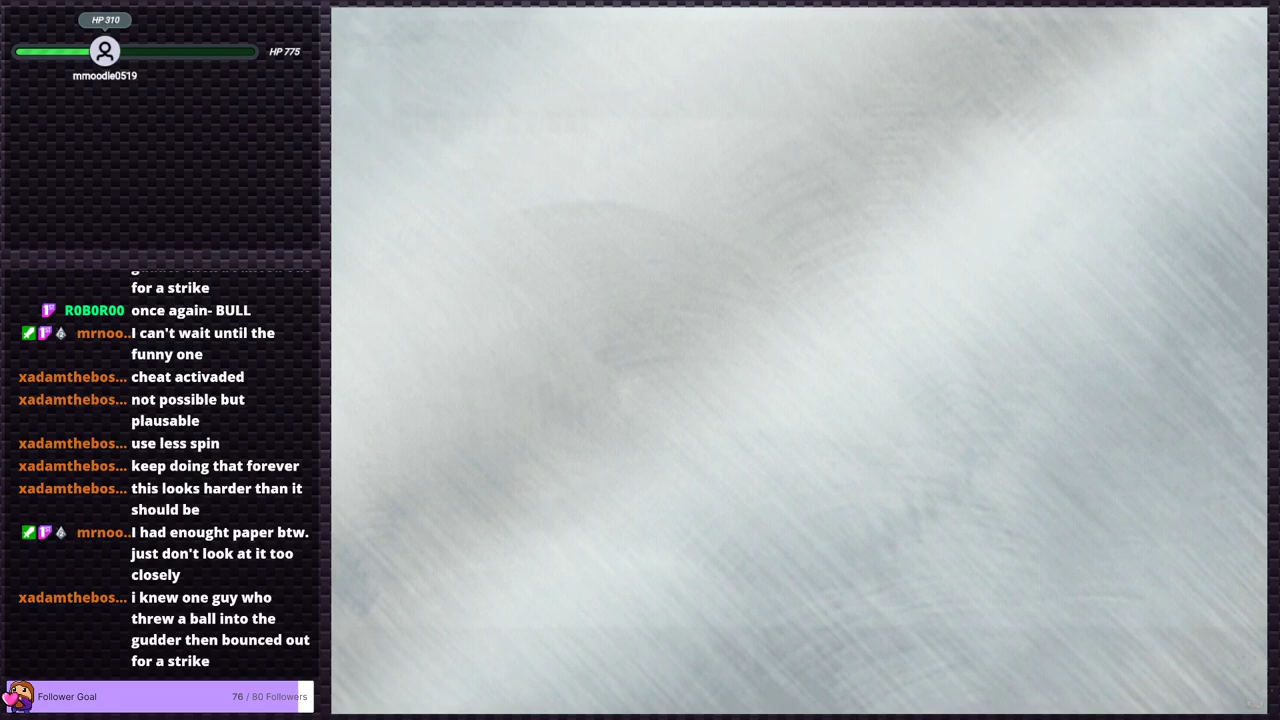 HP 310
HP 775
mmoodle0519
for a strike
R0B0R00 once again- BULL
mrnoo.. I can't wait until the
funny one
xadamthebos... cheat activaded
xadamthebos... not possible but
plausable
xadamthebos... use less spin
xadamthebos... keep doing that forever
xadamthebos... this looks harder than it
should be
mrnoo.. I had enought paper btw.
just don't look at it too
closely
xadamthebos... i knew one guy who
threw a ball into the
gudder then bounced out
for a strike
Follower Goal 76 / 80 Followers